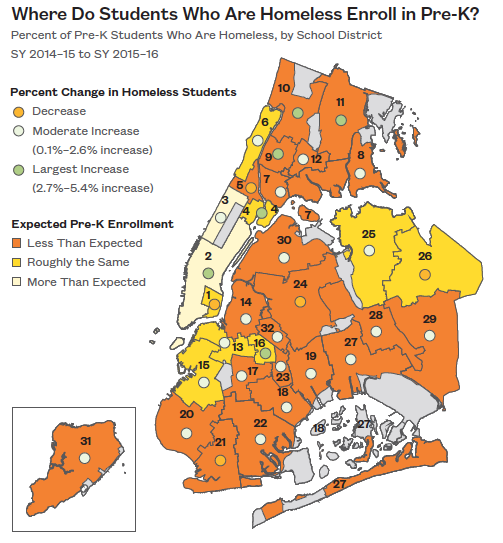 Where Do Students Who Are Homeless Enroll in Pre-K?
Percent of Pre-K Students Who Are Homeless, by School District
SY 2014–15 to SY 2015–16
Percent Change in Homeless Students
Decrease
Moderate Increase
(0.1%–2.6% increase)
Largest Increase
(2.7%–5.4% increase)
Expected Pre-K Enrollment
Less Than Expected
Roughly the Same
More Than Expected
10
11
6
9
12
8
7
5
3
4
4
7
30
25
26
2
24
1
14
28
29
32
13
16
27
19
15
17
23
18
20
22
18
27
21
31
27